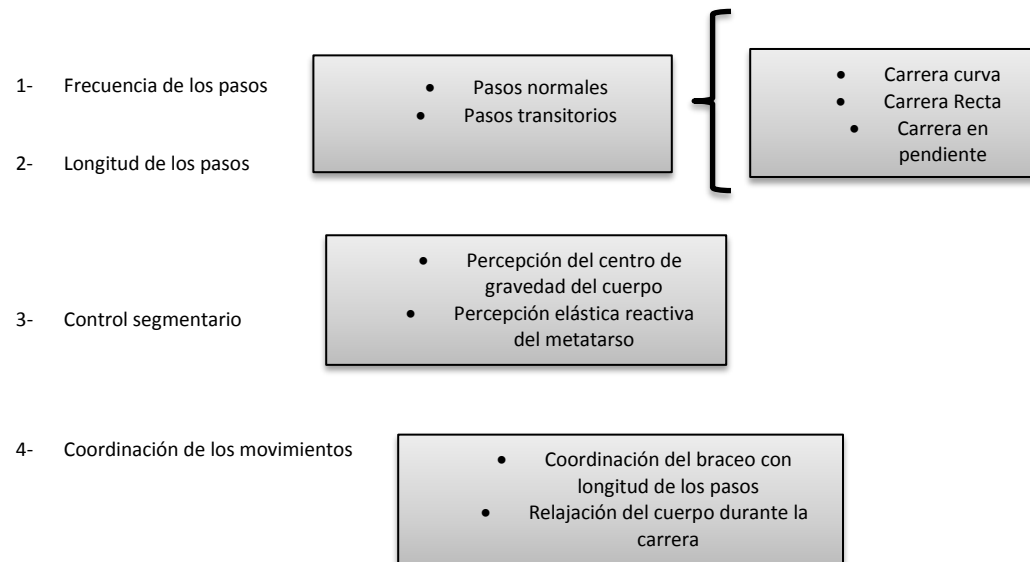 1- Frecuencia de los pasos
• Pasos normales
• Pasos transitorios
• Carrera curva
• Carrera Recta
• Carrera en
pendiente
2- Longitud de los pasos
• Percepción del centro de
gravedad del cuerpo
• Percepción elástica reactiva
del metatarso
3- Control segmentario
4- Coordinación de los movimientos
• Coordinación del braceo con
longitud de los pasos
• Relajación del cuerpo durante la
carrera